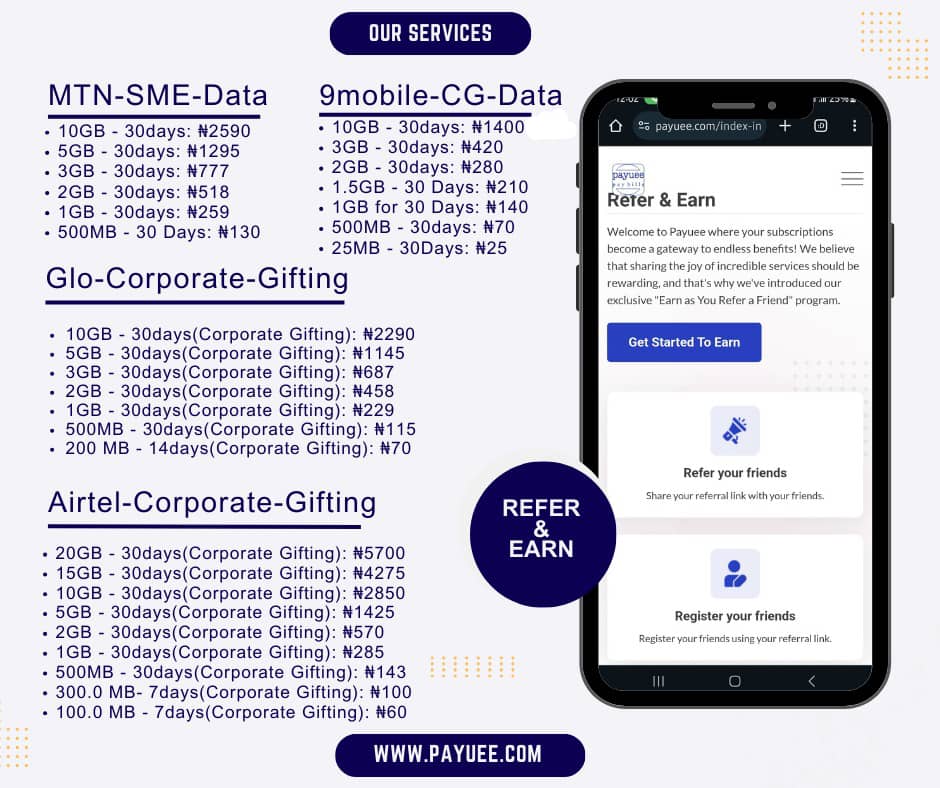 OUR SERVICES
MTN-SME-Data
• 10GB - 30days: ₦2590
• 5GB - 30days: ₦1295
• 3GB - 30days: ₦777
• 2GB - 30days: ₦518
• 1GB - 30days: ₦259
• 500MB - 30 Days: ₦130
9mobile-CG-Data
• 10GB - 30days: ₦1400
• 3GB - 30days: ₦420
• 2GB - 30days: ₦280
• 1.5GB - 30 Days: ₦210
• 1GB for 30 Days: ₦140
• 500MB - 30days: ₦70
• 25MB - 30Days: ₦25
Glo-Corporate-Gifting
• 10GB - 30days(Corporate Gifting): ₦2290
• 5GB - 30days(Corporate Gifting): ₦1145
• 3GB - 30days(Corporate Gifting): ₦687
• 2GB - 30days(Corporate Gifting): ₦458
• 1GB - 30days(Corporate Gifting): ₦229
• 500MB - 30days(Corporate Gifting): ₦115
• 200 MB - 14days(Corporate Gifting): ₦70
Airtel-Corporate-Gifting
• 20GB - 30days(Corporate Gifting): ₦5700
• 15GB - 30days(Corporate Gifting): ₦4275
• 10GB - 30days(Corporate Gifting): ₦2850
• 5GB - 30days(Corporate Gifting): ₦1425
• 2GB - 30days(Corporate Gifting): ₦570
• 1GB - 30days(Corporate Gifting): ₦285
• 500MB - 30days(Corporate Gifting): ₦143
• 300.0 MB- 7days(Corporate Gifting): ₦100
• 100.0 MB - 7days(Corporate Gifting): ₦60
REFER
&
EARN
payuee.com/index-in
payuee
pay bills
Refer & Earn
Welcome to Payuee where your subscriptions
become a gateway to endless benefits! We believe
that sharing the joy of incredible services should be
rewarding, and that's why we've introduced our
exclusive "Earn as You Refer a Friend" program.
Get Started To Earn
Refer your friends
Share your referral link with your friends.
Register your friends
Register your friends using your referral link.
WWW.PAYUEE.COM